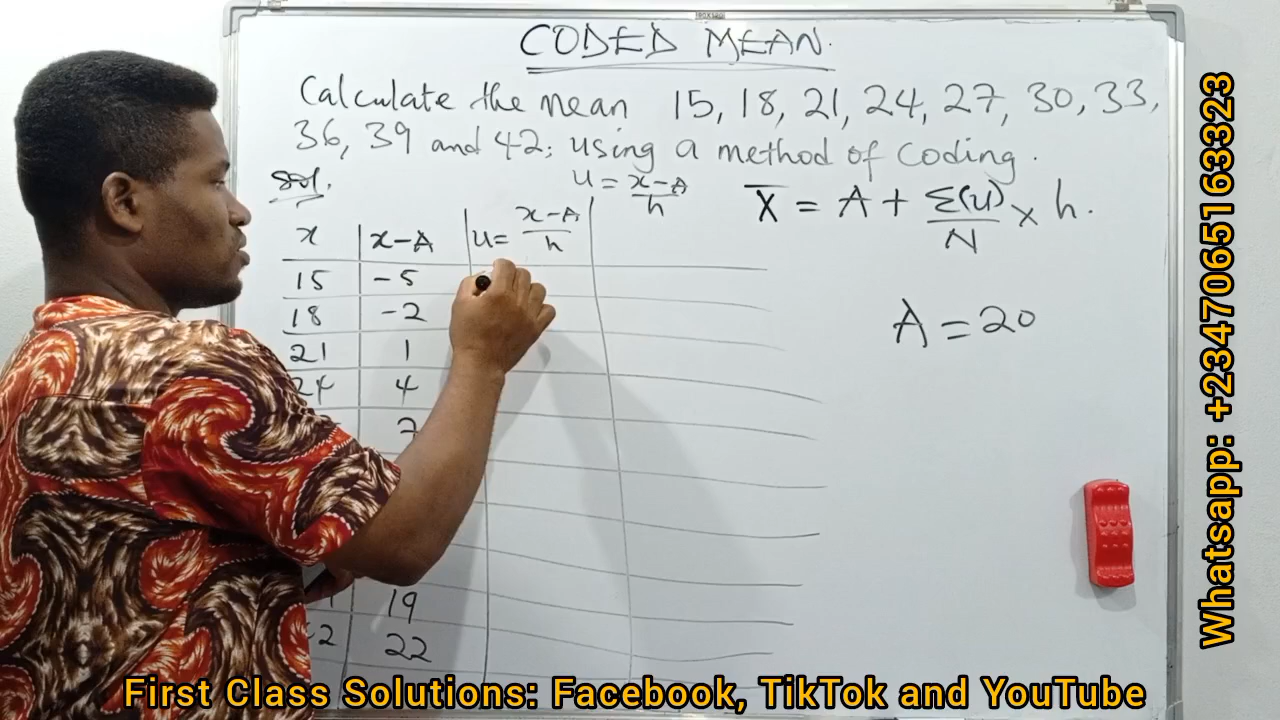 CODED MEAN.
Calculate the mean 15, 18, 21, 24, 27, 30, 33,
36, 39 and 42; using a method of coding.
Sol.
u = x-A/h
X̅ = A + Σ(u)/N × h.
x x-A u= x-A/h
15 -5
18 -2
21 1
24 4
7
19
22
A = 20
Whatsapp: +2347065163323
First Class Solutions: Facebook, TikTok and YouTube